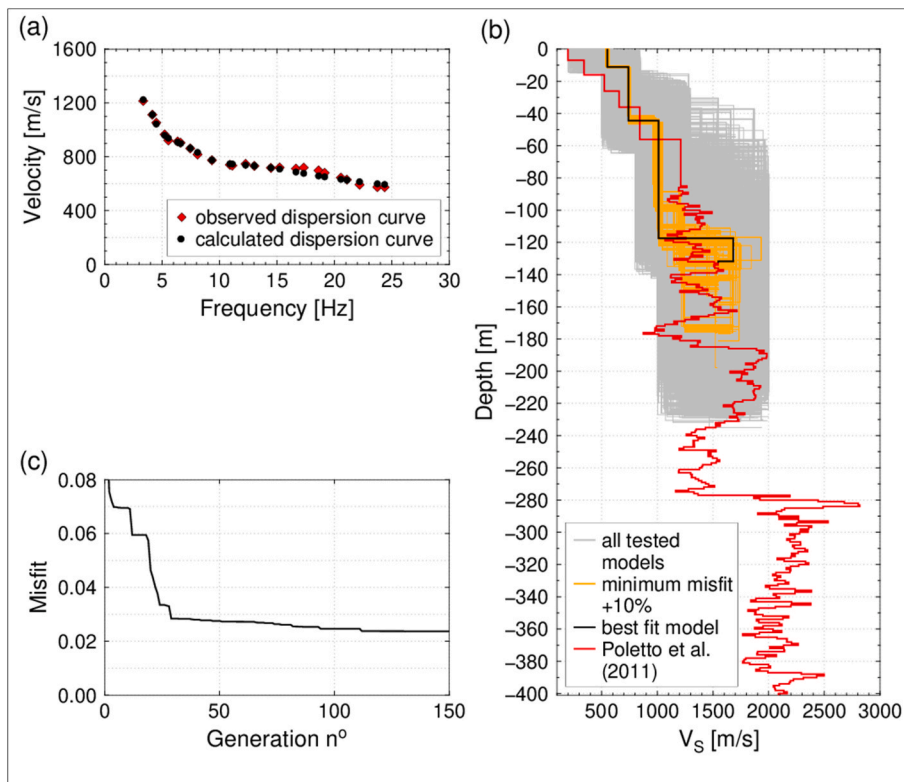 (a)
1600
1200
800
400
0
Velocity [m/s]
observed dispersion curve
calculated dispersion curve
0 5 10 15 20 25 30
Frequency [Hz]
(b)
0
−20
−40
−60
−80
−100
−120
−140
−160
−180
−200
−220
−240
−260
−280
−300
−320
−340
−360
−380
−400
Depth [m]
all tested
models
minimum misfit
+10%
best fit model
Poletto et al.
(2011)
500 1000 1500 2000 2500 3000
VS [m/s]
(c)
0.08
0.06
0.04
0.02
0.00
Misfit
0 50 100 150
Generation nº